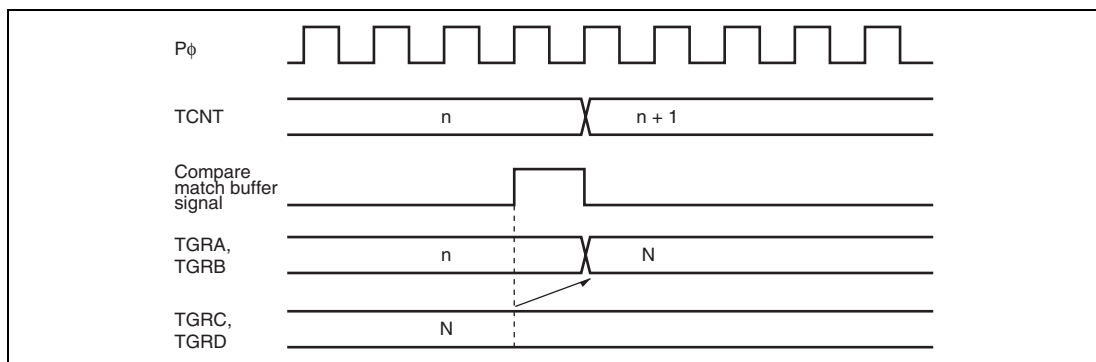 Pϕ
TCNT
n
n + 1
Compare
match buffer
signal
TGRA,
TGRB
n
N
TGRC,
TGRD
N